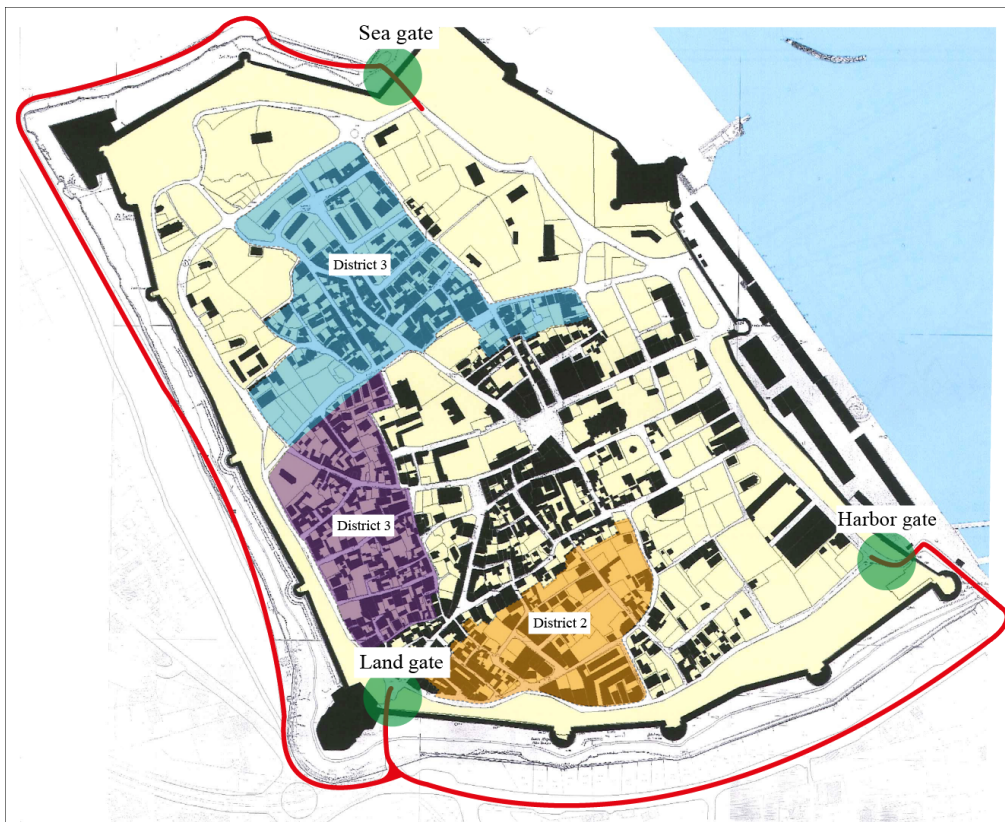 Sea gate
District 3
Harbor gate
District 3
District 2
Land gate